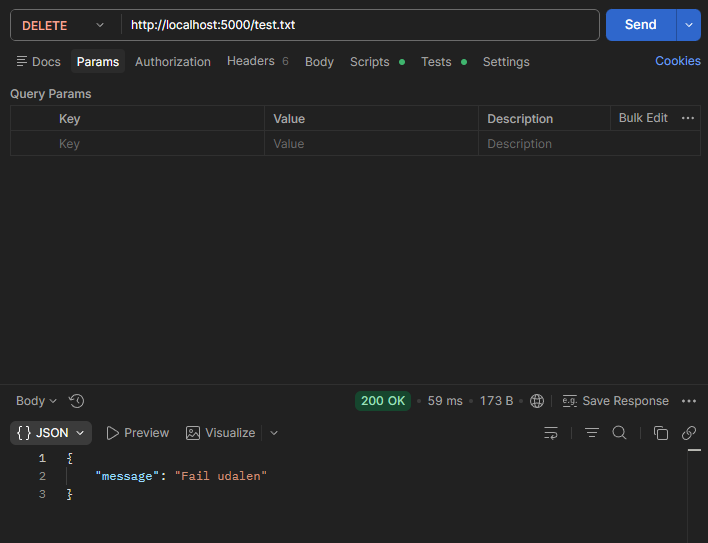 DELETE http://localhost:5000/test.txt Send
Docs Params Authorization Headers 6 Body Scripts Tests Settings Cookies
Query Params
Key Value Description Bulk Edit
Key Value Description
Body 200 OK 59 ms 173 B e.g. Save Response
{} JSON Preview Visualize
1 {
2 "message": "Fail udalen"
3 }